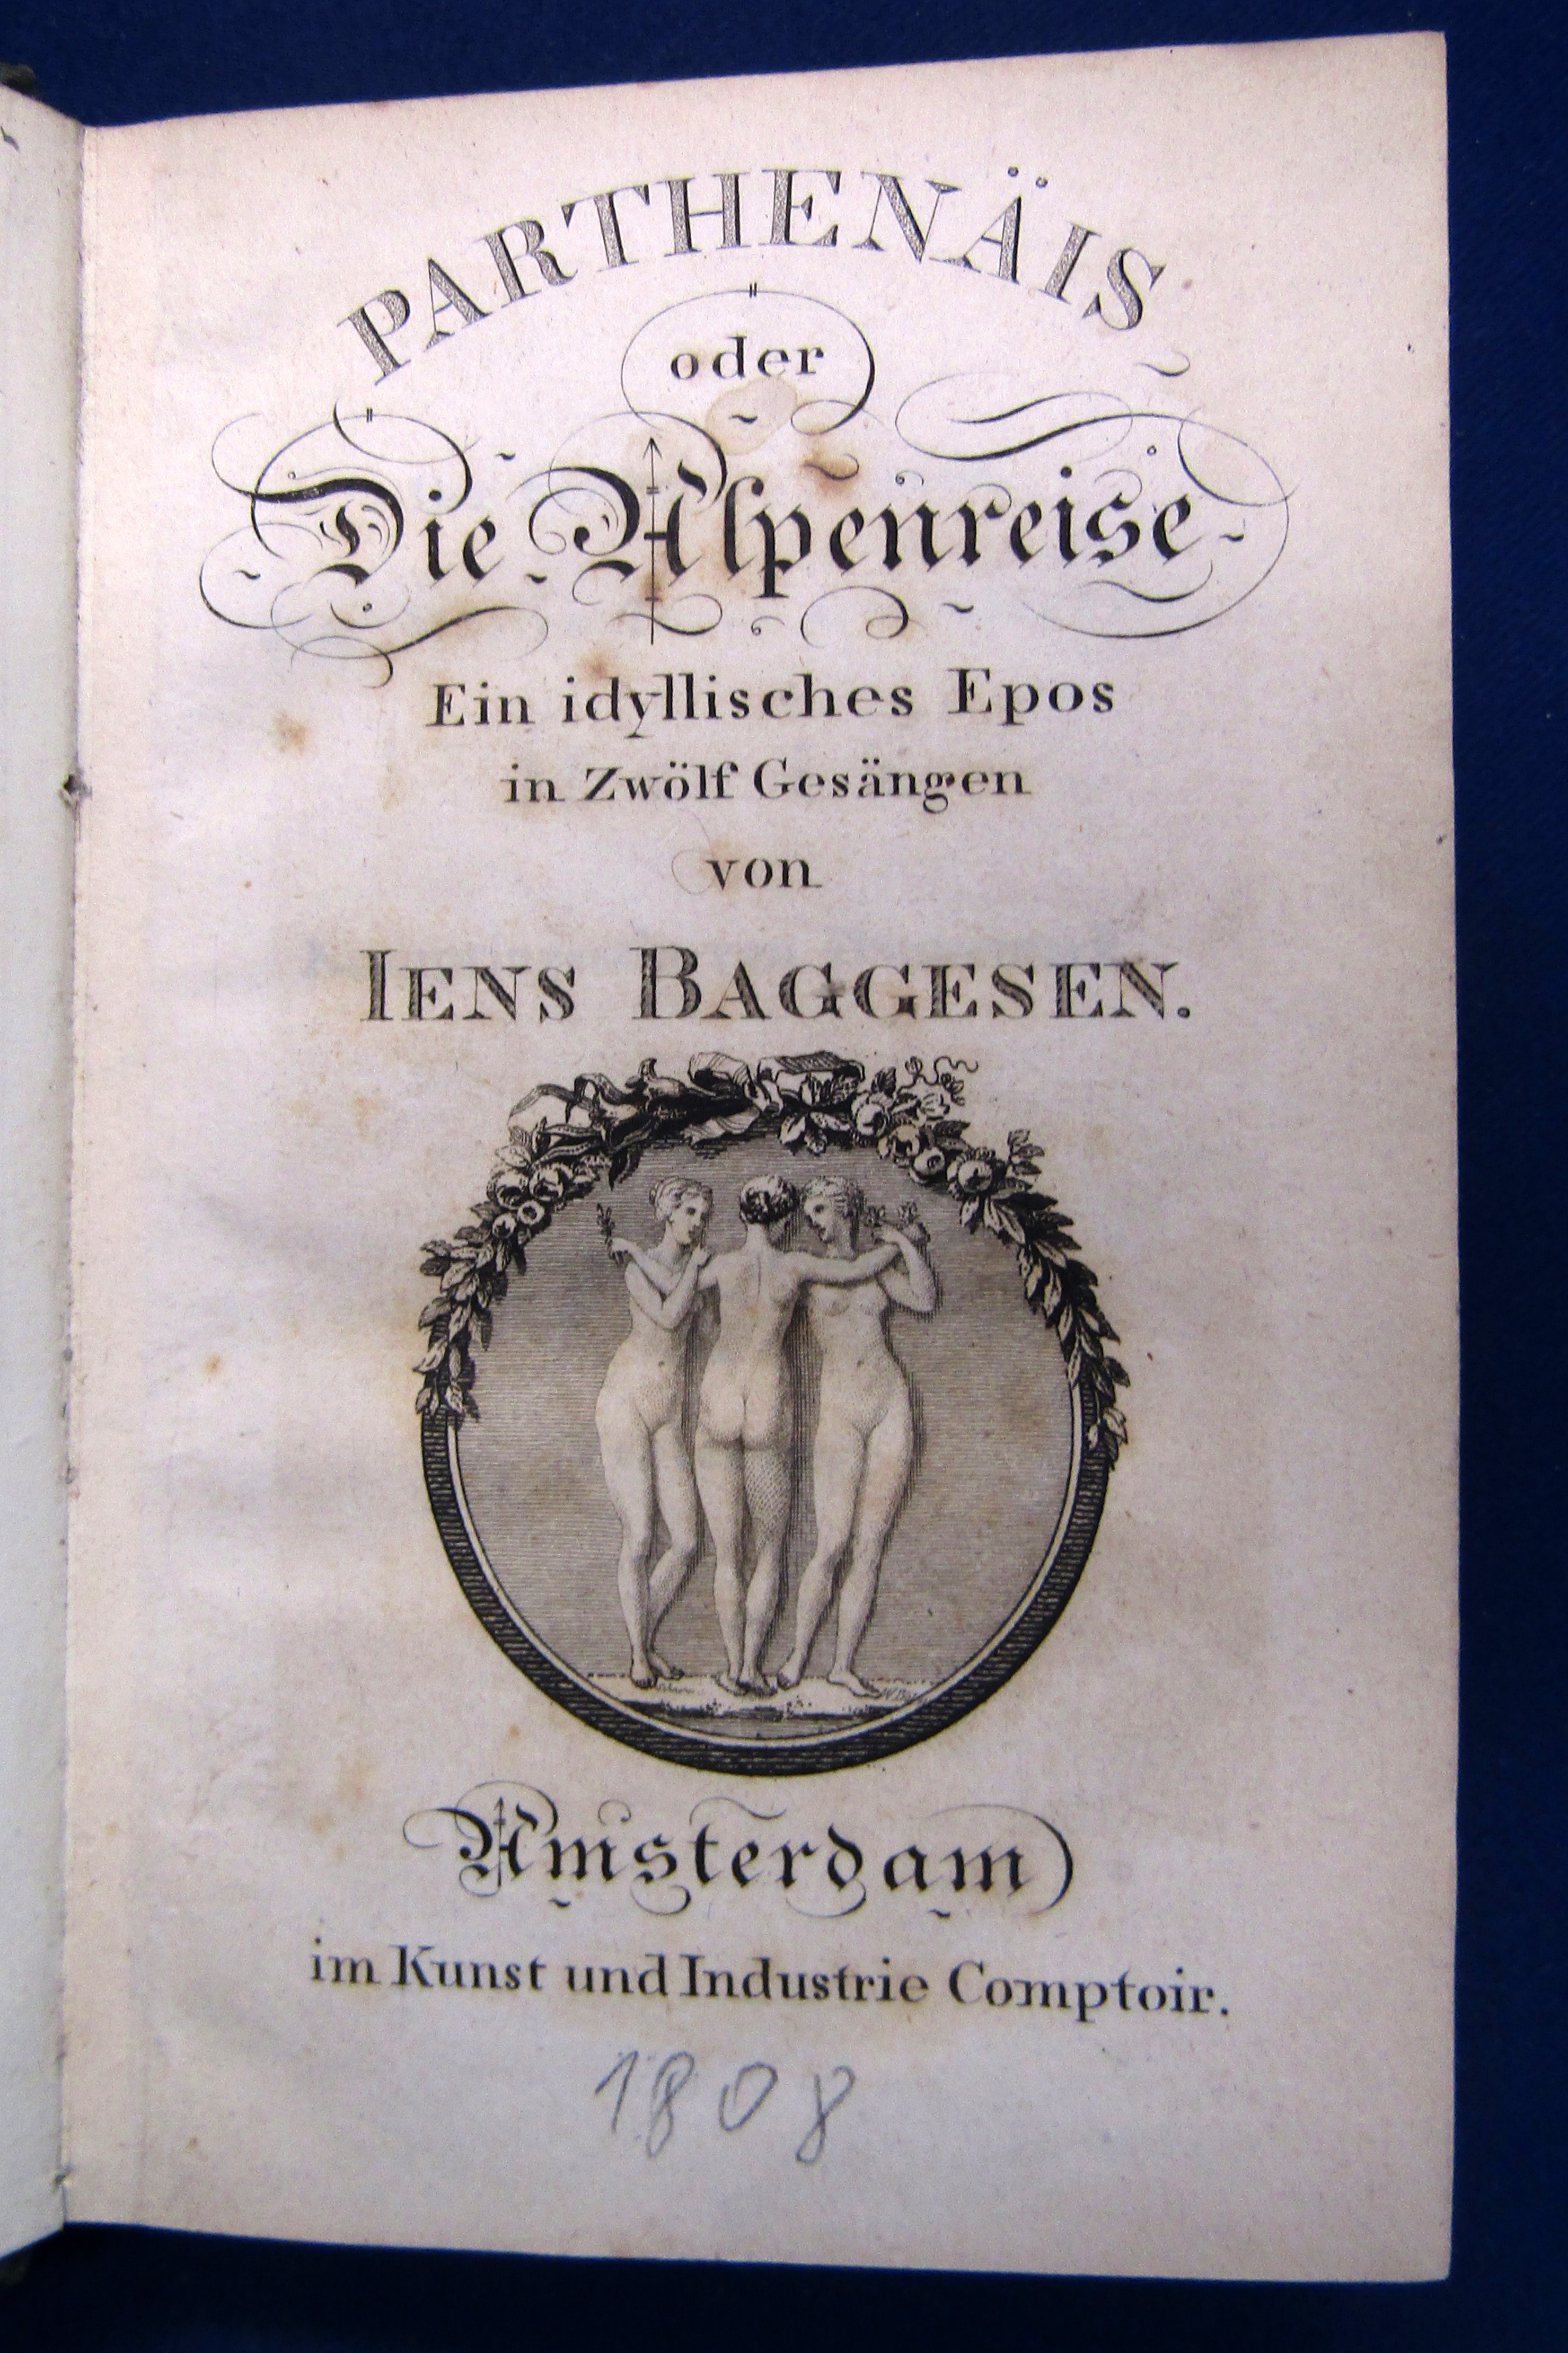 PARTHENÄIS
oder
Die Alpenreise
Ein idyllisches Epos
in Zwölf Gesängen
von
IENS BAGGESEN.
Amsterdam
im Kunst und Industrie Comptoir.
1808